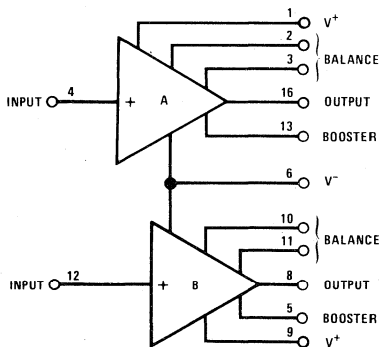 1 V+
2
BALANCE
3
INPUT 4 + A 16 OUTPUT
13 BOOSTER
6 V-
10
BALANCE
11
INPUT 12 + B 8 OUTPUT
5 BOOSTER
9 V+